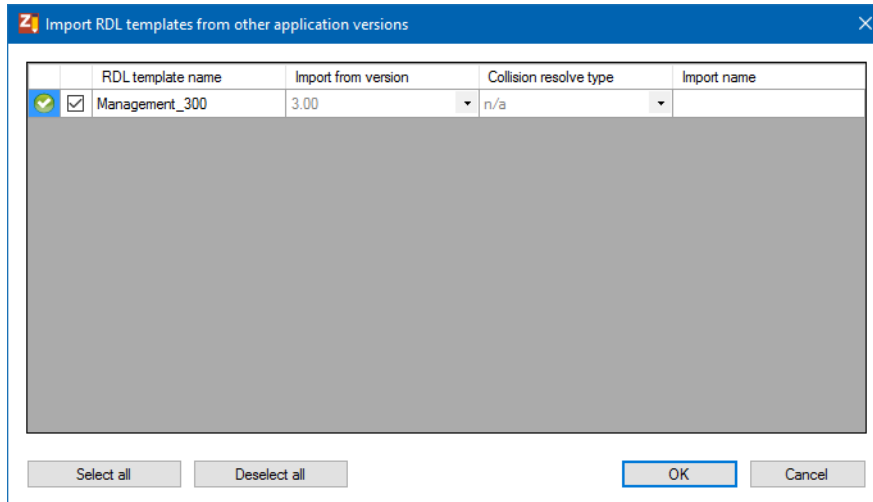 Import RDL templates from other application versions
RDL template name Import from version Collision resolve type Import name
Management_300 3.00 n/a
Select all Deselect all OK Cancel